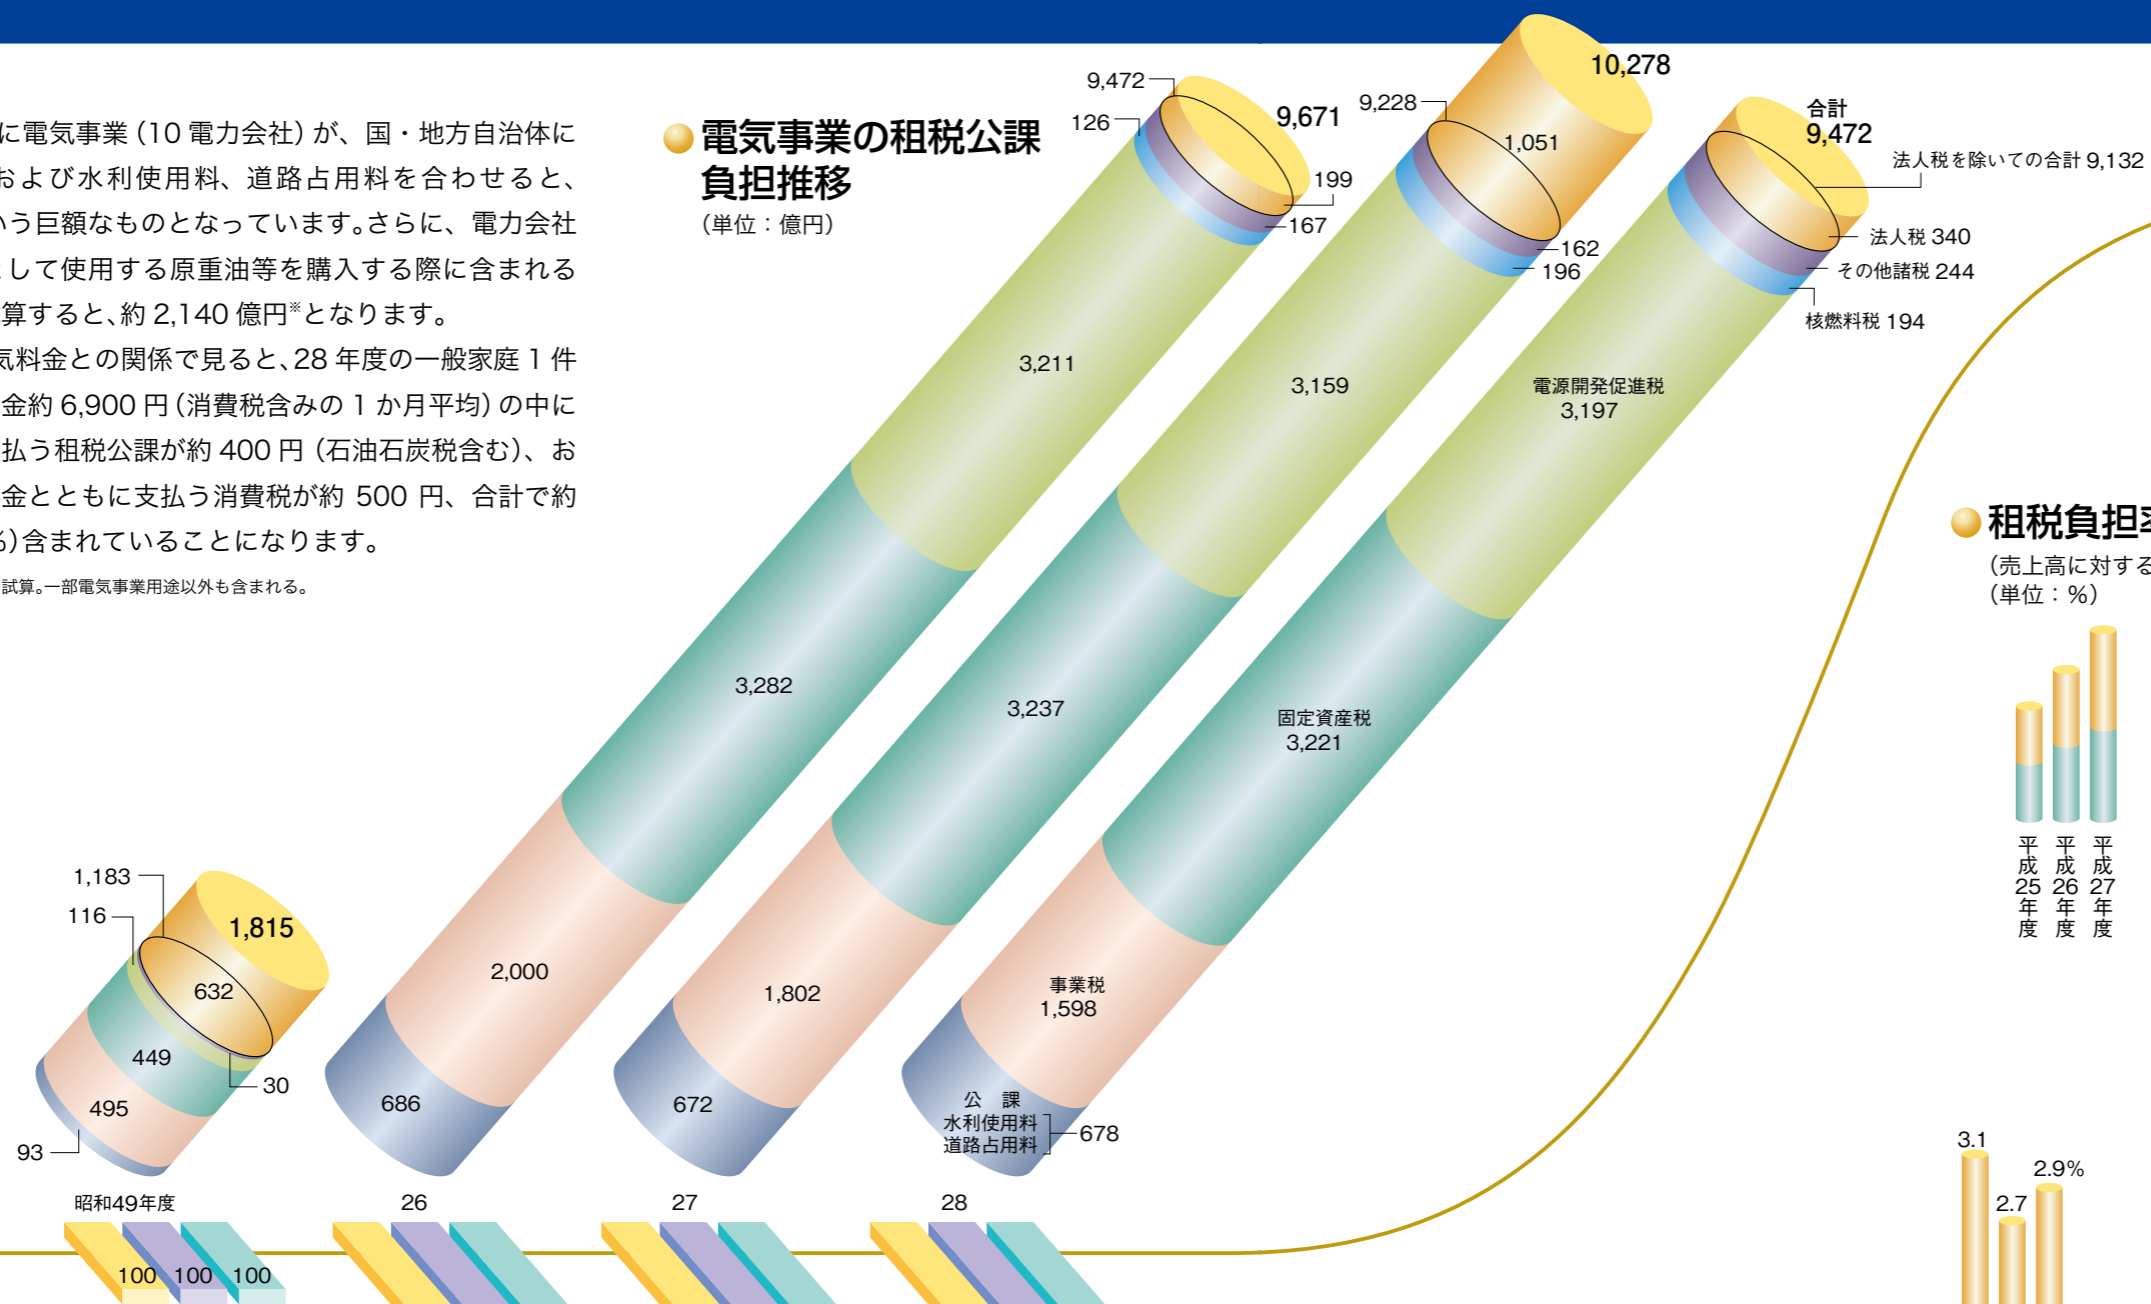 に電気事業（10 電力会社）が、国・地方自治体に
および水利使用料、道路占用料を合わせると、
いう巨額なものとなっています。さらに、電力会社
として使用する原重油等を購入する際に含まれる
算すると、約 2,140 億円※となります。
気料金との関係で見ると、28 年度の一般家庭 1 件
金約 6,900 円（消費税含みの 1 か月平均）の中に
払う租税公課が約 400 円（石油石炭税含む）、お
金とともに支払う消費税が約 500 円、合計で約
％）含まれていることになります。
試算。一部電気事業用途以外も含まれる。
電気事業の租税公課
負担推移
（単位：億円）
1,183
116
1,815
632
449
30
495
93
昭和49年度
9,472
126
9,671
199
167
3,211
3,282
2,000
686
26
9,228
10,278
1,051
162
196
3,159
3,237
1,802
672
27
合計
9,472
法人税を除いての合計 9,132
法人税 340
その他諸税 244
核燃料税 194
電源開発促進税
3,197
固定資産税
3,221
事業税
1,598
公　課
水利使用料
道路占用料
678
28
100 100 100
租税負担率
（売上高に対する
（単位：％）
平成25年度
平成26年度
平成27年度
3.1
2.7
2.9%